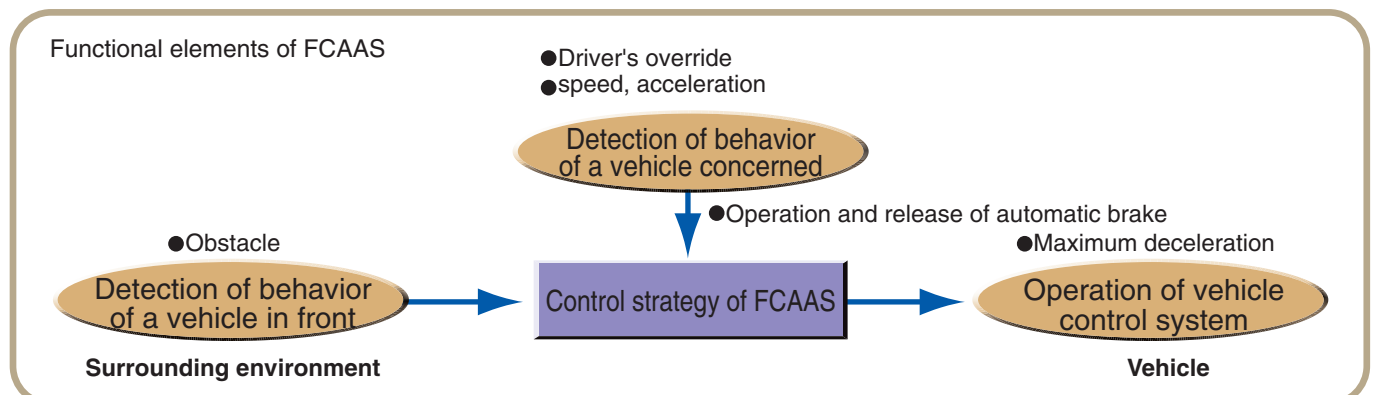 Functional elements of FCAAS
●Driver's override
●speed, acceleration
Detection of behavior
of a vehicle concerned
●Operation and release of automatic brake
●Obstacle
Detection of behavior
of a vehicle in front
Surrounding environment
Control strategy of FCAAS
●Maximum deceleration
Operation of vehicle
control system
Vehicle